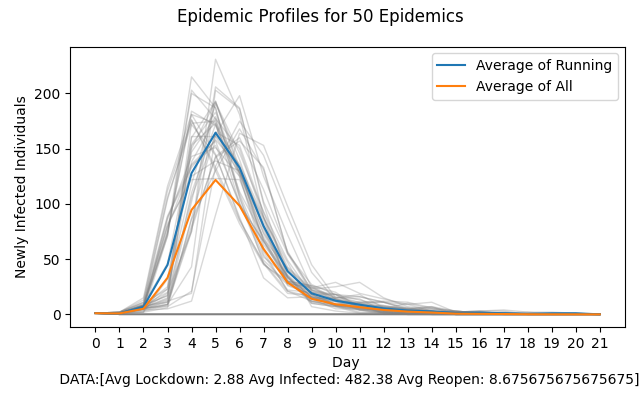 Epidemic Profiles for 50 Epidemics
Average of Running
Average of All
Newly Infected Individuals
200
150
100
50
0
0 1 2 3 4 5 6 7 8 9 10 11 12 13 14 15 16 17 18 19 20 21
Day
DATA:[Avg Lockdown: 2.88 Avg Infected: 482.38 Avg Reopen: 8.675675675675675]